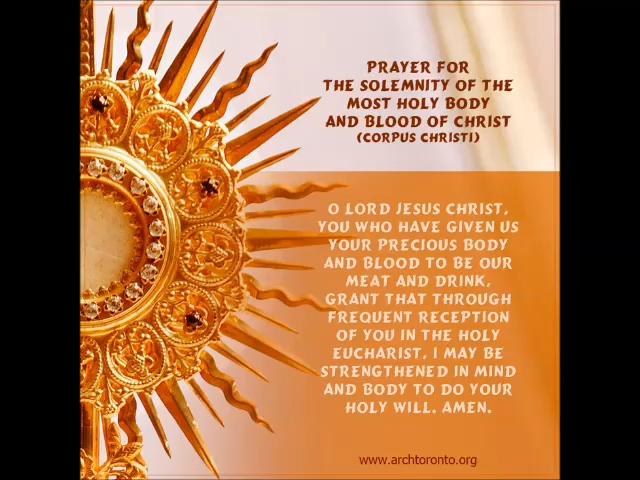 PRAYER FOR
THE SOLEMNITY OF THE
MOST HOLY BODY
AND BLOOD OF CHRIST
(CORPUS CHRISTI)
O LORD JESUS CHRIST,
YOU WHO HAVE GIVEN US
YOUR PRECIOUS BODY
AND BLOOD TO BE OUR
MEAT AND DRINK,
GRANT THAT THROUGH
FREQUENT RECEPTION
OF YOU IN THE HOLY
EUCHARIST, I MAY BE
STRENGTHENED IN MIND
AND BODY TO DO YOUR
HOLY WILL. AMEN.
www.archtoronto.org